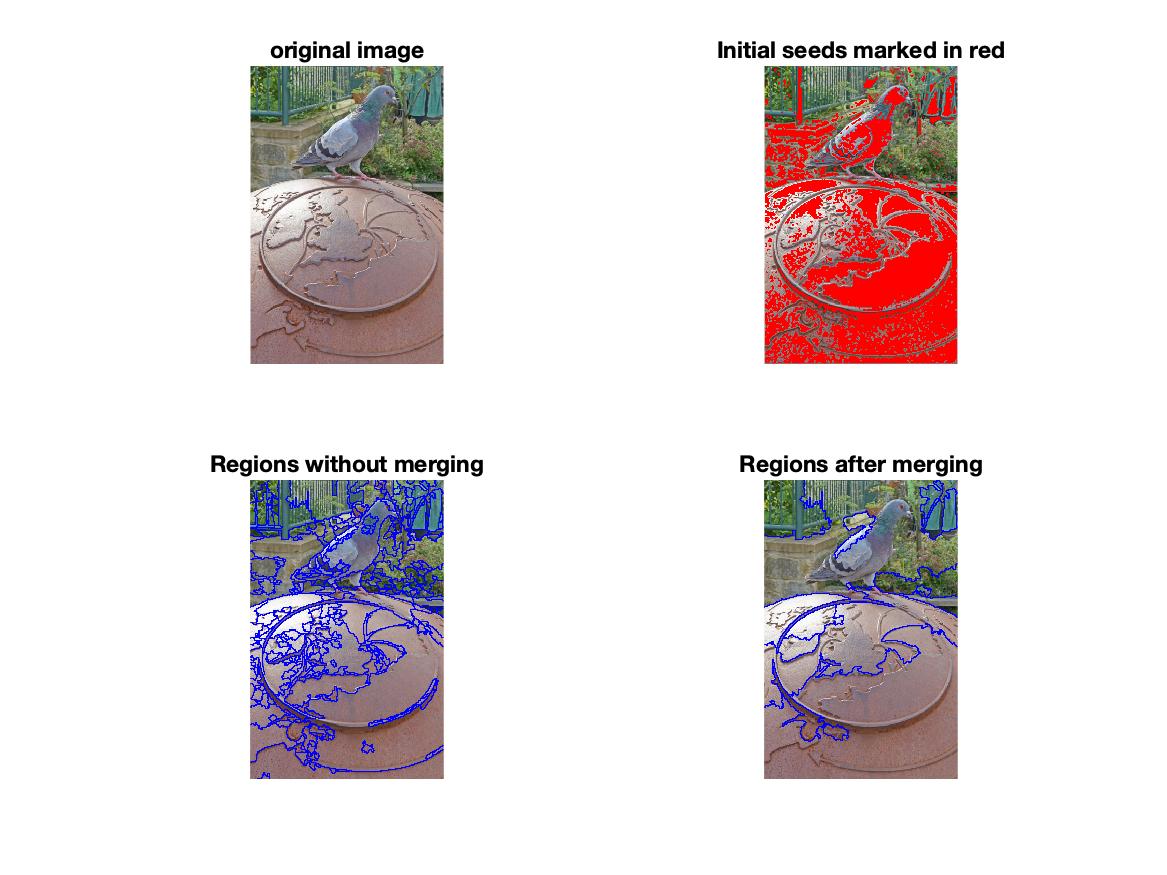 original image
Initial seeds marked in red
Regions without merging
Regions after merging